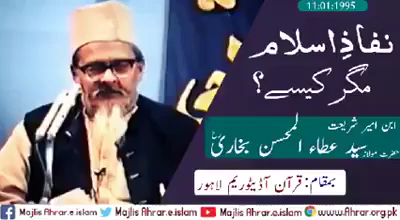 11:01:1995
نفاذِ اسلام
مگر کیسے؟
ابن امیر شریعت
حضرت مولانا سید عطاء المحسن بخاریؒ
بمقام: قرآن آڈیٹوریم لاہور
Majlis Ahrar.e.islam Majlis Ahrar.e.islam Majlis Ahrar.e.islam Ahrar.org.pk